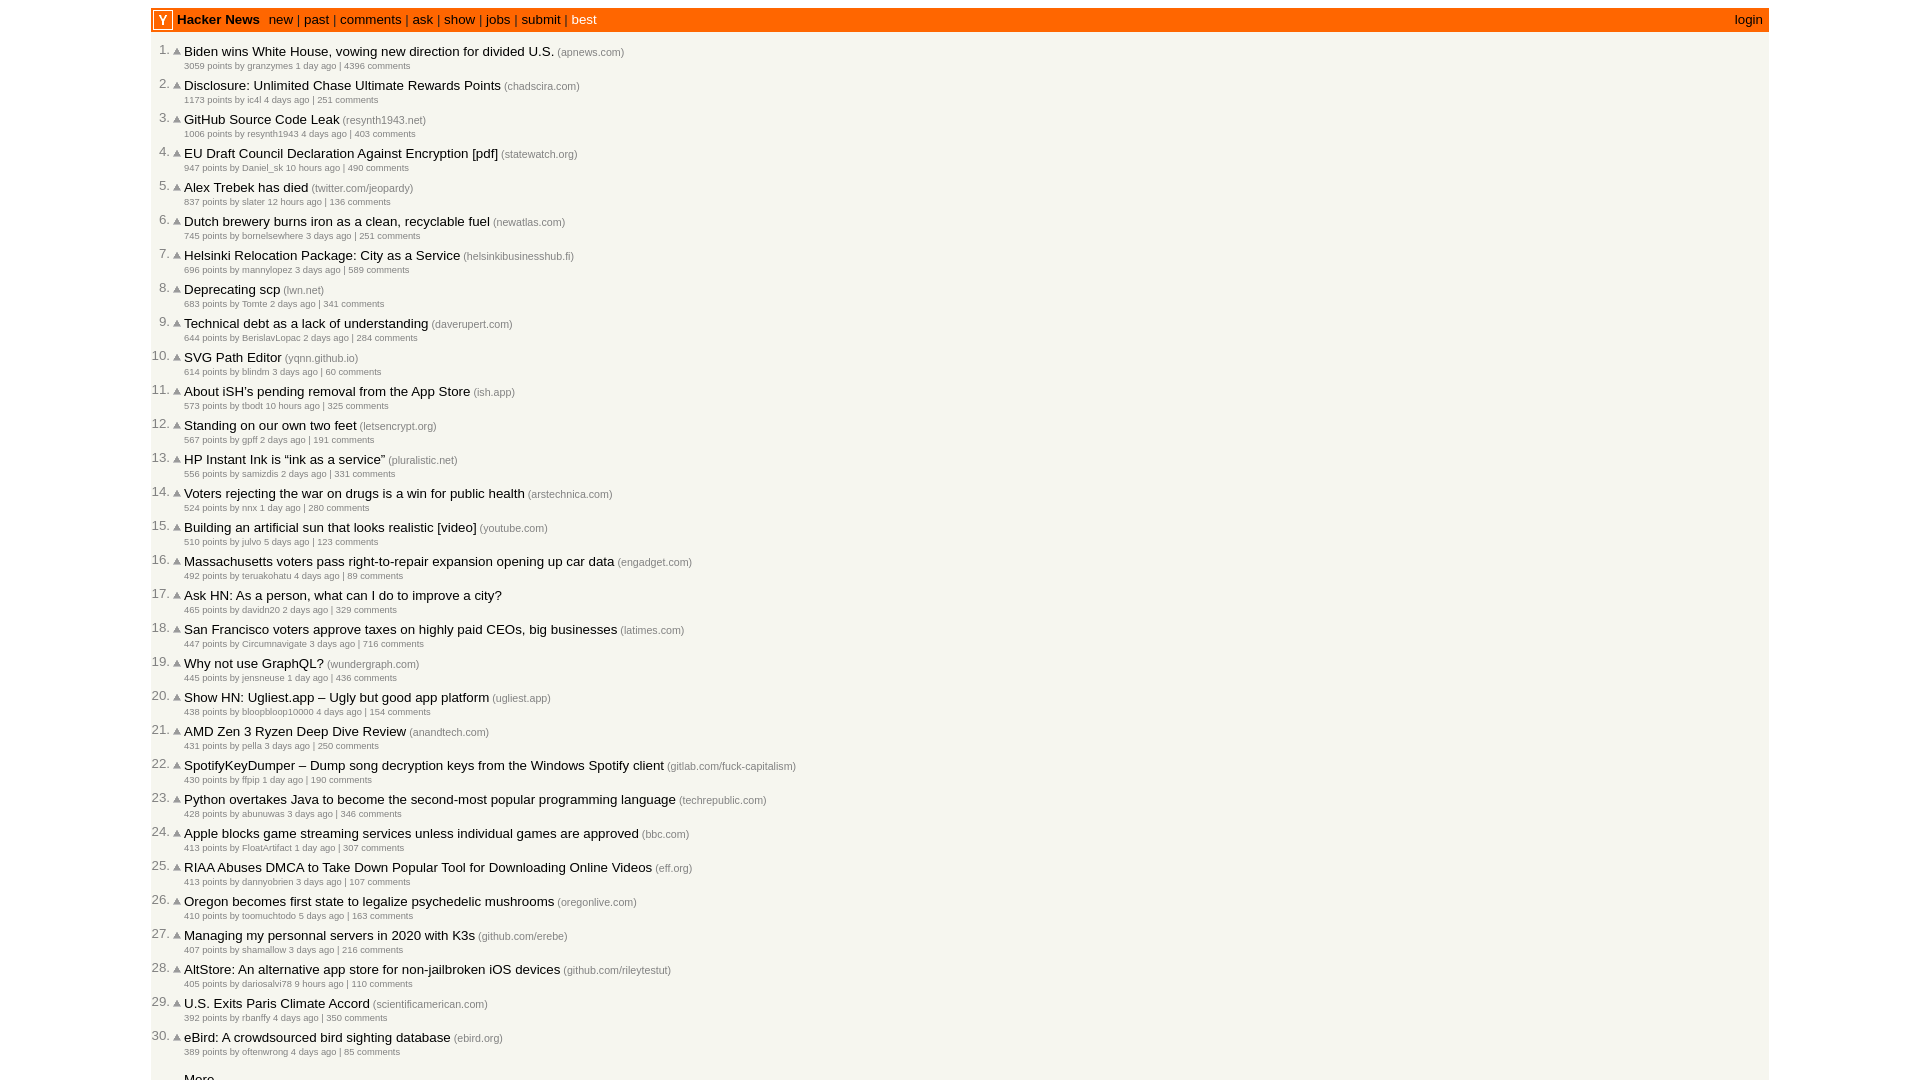 Y Hacker News new | past | comments | ask | show | jobs | submit | best login
1. Biden wins White House, vowing new direction for divided U.S. (apnews.com)
3059 points by granzymes 1 day ago | 4396 comments
2. Disclosure: Unlimited Chase Ultimate Rewards Points (chadscira.com)
1173 points by ic4l 4 days ago | 251 comments
3. GitHub Source Code Leak (resynth1943.net)
1006 points by resynth1943 4 days ago | 403 comments
4. EU Draft Council Declaration Against Encryption [pdf] (statewatch.org)
947 points by Daniel_sk 10 hours ago | 490 comments
5. Alex Trebek has died (twitter.com/jeopardy)
837 points by slater 12 hours ago | 136 comments
6. Dutch brewery burns iron as a clean, recyclable fuel (newatlas.com)
745 points by bornelsewhere 3 days ago | 251 comments
7. Helsinki Relocation Package: City as a Service (helsinkibusinesshub.fi)
696 points by mannylopez 3 days ago | 589 comments
8. Deprecating scp (lwn.net)
683 points by Tomte 2 days ago | 341 comments
9. Technical debt as a lack of understanding (daverupert.com)
644 points by BerislavLopac 2 days ago | 284 comments
10. SVG Path Editor (yqnn.github.io)
614 points by blindm 3 days ago | 60 comments
11. About iSH’s pending removal from the App Store (ish.app)
573 points by tbodt 10 hours ago | 325 comments
12. Standing on our own two feet (letsencrypt.org)
567 points by gpff 2 days ago | 191 comments
13. HP Instant Ink is “ink as a service” (pluralistic.net)
556 points by samizdis 2 days ago | 331 comments
14. Voters rejecting the war on drugs is a win for public health (arstechnica.com)
524 points by nnx 1 day ago | 280 comments
15. Building an artificial sun that looks realistic [video] (youtube.com)
510 points by julvo 5 days ago | 123 comments
16. Massachusetts voters pass right-to-repair expansion opening up car data (engadget.com)
492 points by teruakohatu 4 days ago | 89 comments
17. Ask HN: As a person, what can I do to improve a city?
465 points by davidn20 2 days ago | 329 comments
18. San Francisco voters approve taxes on highly paid CEOs, big businesses (latimes.com)
447 points by Circumnavigate 3 days ago | 716 comments
19. Why not use GraphQL? (wundergraph.com)
445 points by jensneuse 1 day ago | 436 comments
20. Show HN: Ugliest.app – Ugly but good app platform (ugliest.app)
438 points by bloopbloop10000 4 days ago | 154 comments
21. AMD Zen 3 Ryzen Deep Dive Review (anandtech.com)
431 points by pella 3 days ago | 250 comments
22. SpotifyKeyDumper – Dump song decryption keys from the Windows Spotify client (gitlab.com/fuck-capitalism)
430 points by ffpip 1 day ago | 190 comments
23. Python overtakes Java to become the second-most popular programming language (techrepublic.com)
428 points by abunuwas 3 days ago | 346 comments
24. Apple blocks game streaming services unless individual games are approved (bbc.com)
413 points by FloatArtifact 1 day ago | 307 comments
25. RIAA Abuses DMCA to Take Down Popular Tool for Downloading Online Videos (eff.org)
413 points by dannyobrien 3 days ago | 107 comments
26. Oregon becomes first state to legalize psychedelic mushrooms (oregonlive.com)
410 points by toomuchtodo 5 days ago | 163 comments
27. Managing my personnal servers in 2020 with K3s (github.com/erebe)
407 points by shamallow 3 days ago | 216 comments
28. AltStore: An alternative app store for non-jailbroken iOS devices (github.com/rileytestut)
405 points by dariosalvi78 9 hours ago | 110 comments
29. U.S. Exits Paris Climate Accord (scientificamerican.com)
392 points by rbanffy 4 days ago | 350 comments
30. eBird: A crowdsourced bird sighting database (ebird.org)
389 points by oftenwrong 4 days ago | 85 comments
More